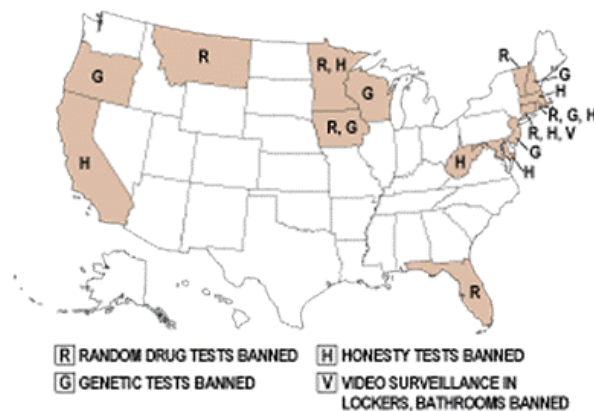 R
G
R
H
R, H
G
R, G
R
G
H
R, G, H
R, H, V
G
H
H
R
R RANDOM DRUG TESTS BANNED
G GENETIC TESTS BANNED
H HONESTY TESTS BANNED
V VIDEO SURVEILLANCE IN
LOCKERS, BATHROOMS BANNED